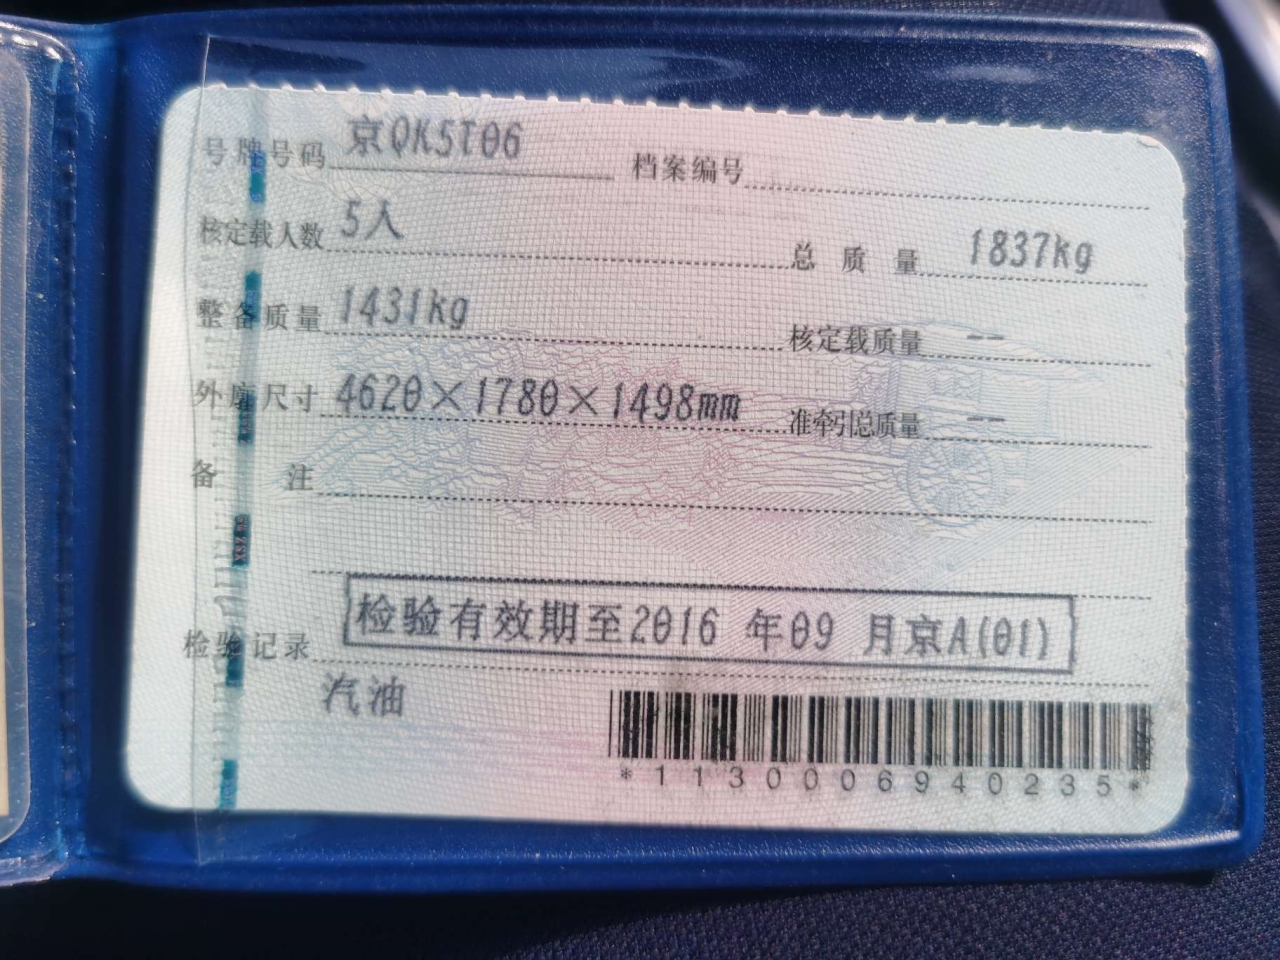 号牌号码 京QK5T06 档案编号
核定载人数 5人 总质量 1837kg
整备质量 1431kg 核定载质量 --
外廓尺寸 4620×1780×1498mm 准牵引总质量 --
备注
检验记录 检验有效期至2016 年09 月京A(01)
汽油
*1130006940235*